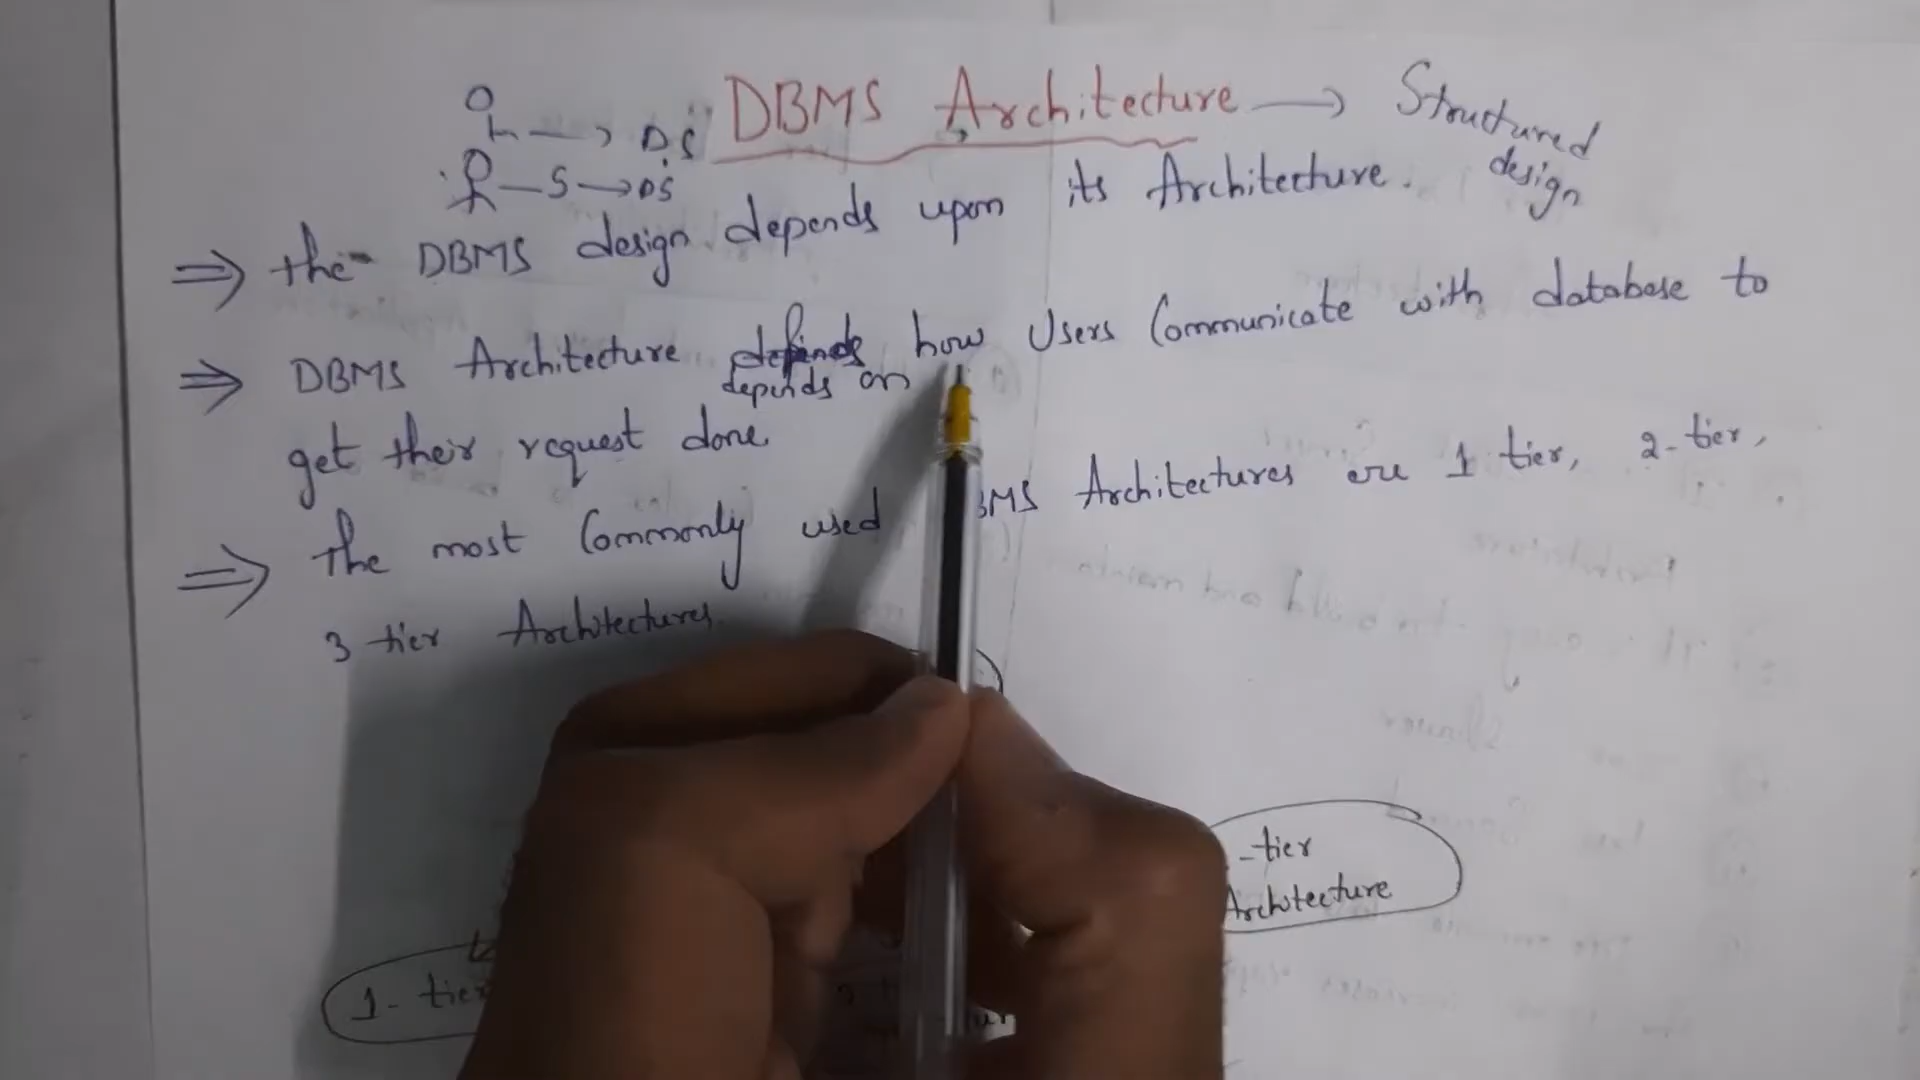 DBMS Architecture → Structured design
→ D.S
S → DS
⇒ the DBMS design depends upon its Architecture.
⇒ DBMS Architecture how Users Communicate with database to
depends on
get their request done
⇒ The most Commonly used BMS Architectures are 1 tier, 2-tier,
3 tier Architectures.
-tier
Architecture
1- tier